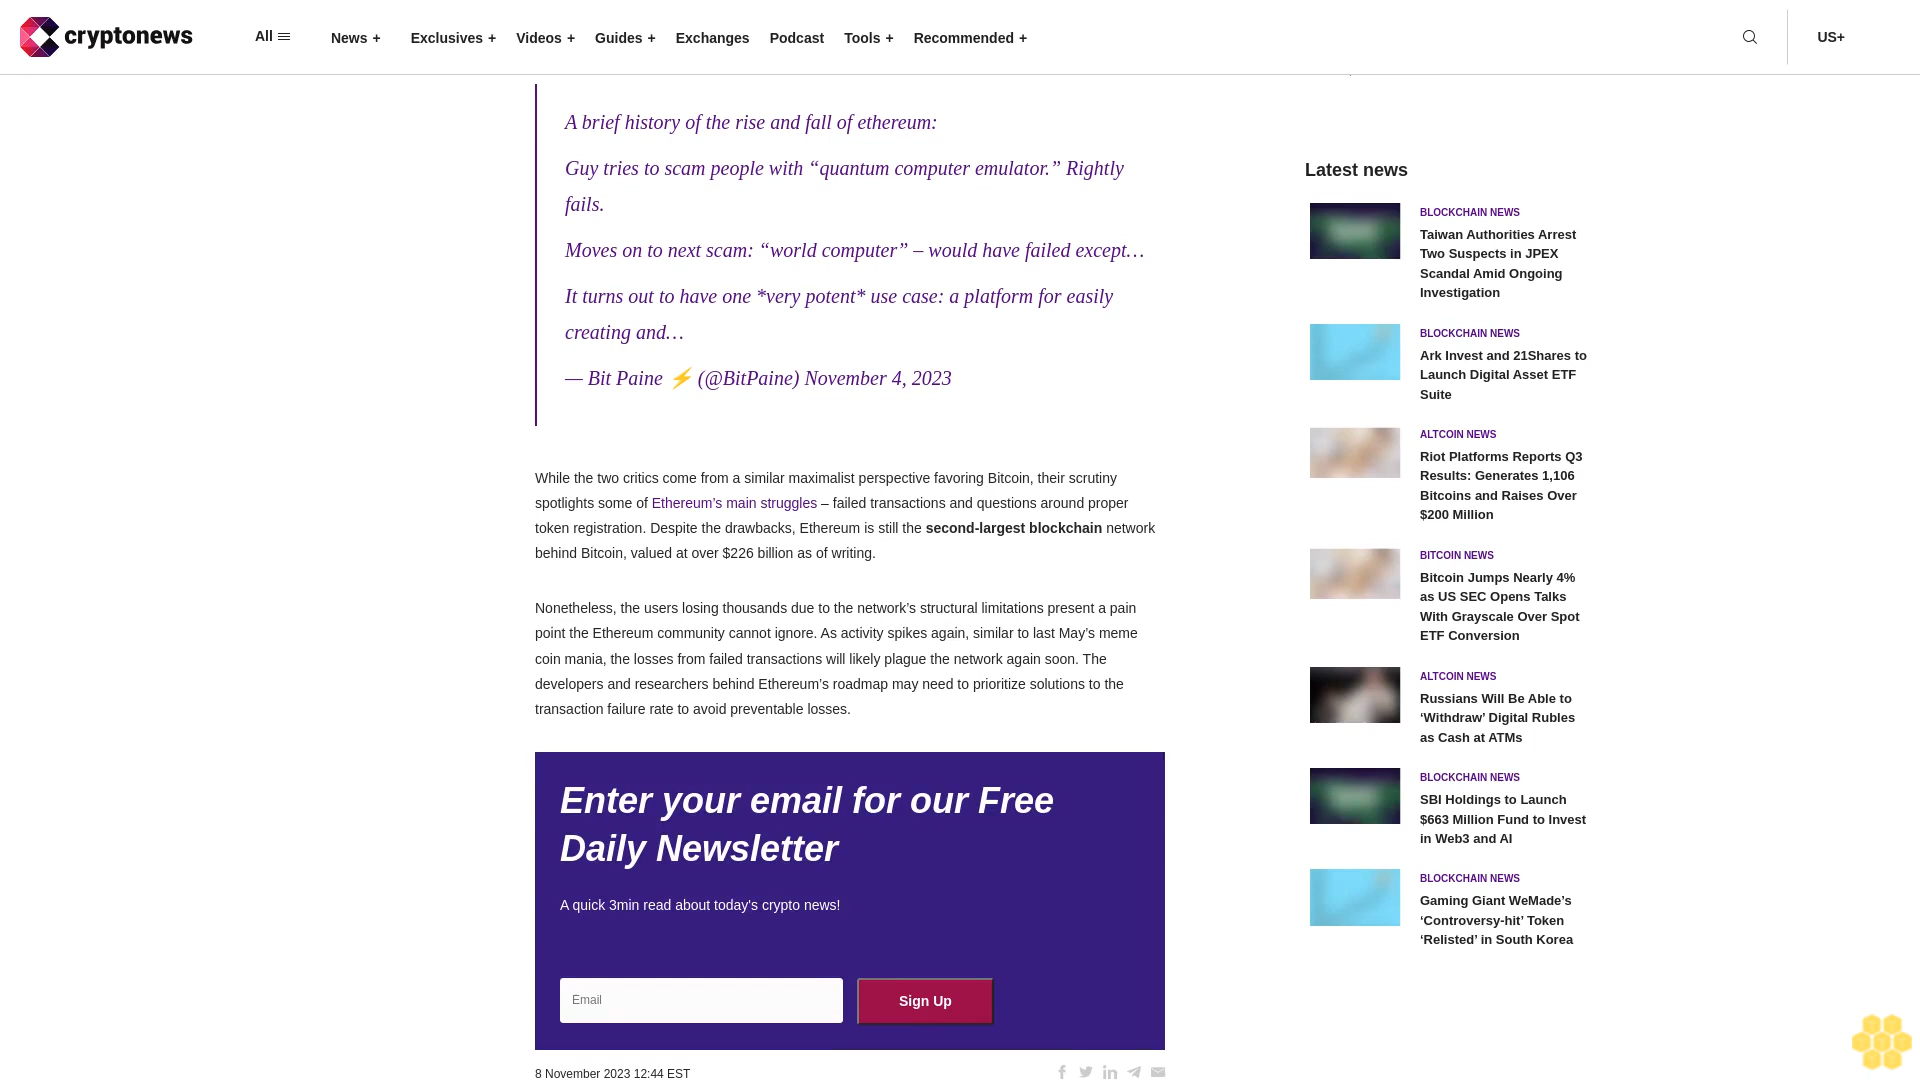 cryptonews
All
News +
Exclusives +
Videos +
Guides +
Exchanges
Podcast
Tools +
Recommended +
US+
A brief history of the rise and fall of ethereum:
Guy tries to scam people with “quantum computer emulator.” Rightly
fails.
Moves on to next scam: “world computer” – would have failed except…
It turns out to have one *very potent* use case: a platform for easily
creating and…
— Bit Paine ⚡ (@BitPaine) November 4, 2023
While the two critics come from a similar maximalist perspective favoring Bitcoin, their scrutiny
spotlights some of Ethereum’s main struggles – failed transactions and questions around proper
token registration. Despite the drawbacks, Ethereum is still the second-largest blockchain network
behind Bitcoin, valued at over $226 billion as of writing.
Nonetheless, the users losing thousands due to the network’s structural limitations present a pain
point the Ethereum community cannot ignore. As activity spikes again, similar to last May’s meme
coin mania, the losses from failed transactions will likely plague the network again soon. The
developers and researchers behind Ethereum’s roadmap may need to prioritize solutions to the
transaction failure rate to avoid preventable losses.
Enter your email for our Free
Daily Newsletter
A quick 3min read about today's crypto news!
Email
Sign Up
8 November 2023 12:44 EST
Latest news
BLOCKCHAIN NEWS
Taiwan Authorities Arrest
Two Suspects in JPEX
Scandal Amid Ongoing
Investigation
BLOCKCHAIN NEWS
Ark Invest and 21Shares to
Launch Digital Asset ETF
Suite
ALTCOIN NEWS
Riot Platforms Reports Q3
Results: Generates 1,106
Bitcoins and Raises Over
$200 Million
BITCOIN NEWS
Bitcoin Jumps Nearly 4%
as US SEC Opens Talks
With Grayscale Over Spot
ETF Conversion
ALTCOIN NEWS
Russians Will Be Able to
‘Withdraw’ Digital Rubles
as Cash at ATMs
BLOCKCHAIN NEWS
SBI Holdings to Launch
$663 Million Fund to Invest
in Web3 and AI
BLOCKCHAIN NEWS
Gaming Giant WeMade’s
‘Controversy-hit’ Token
‘Relisted’ in South Korea